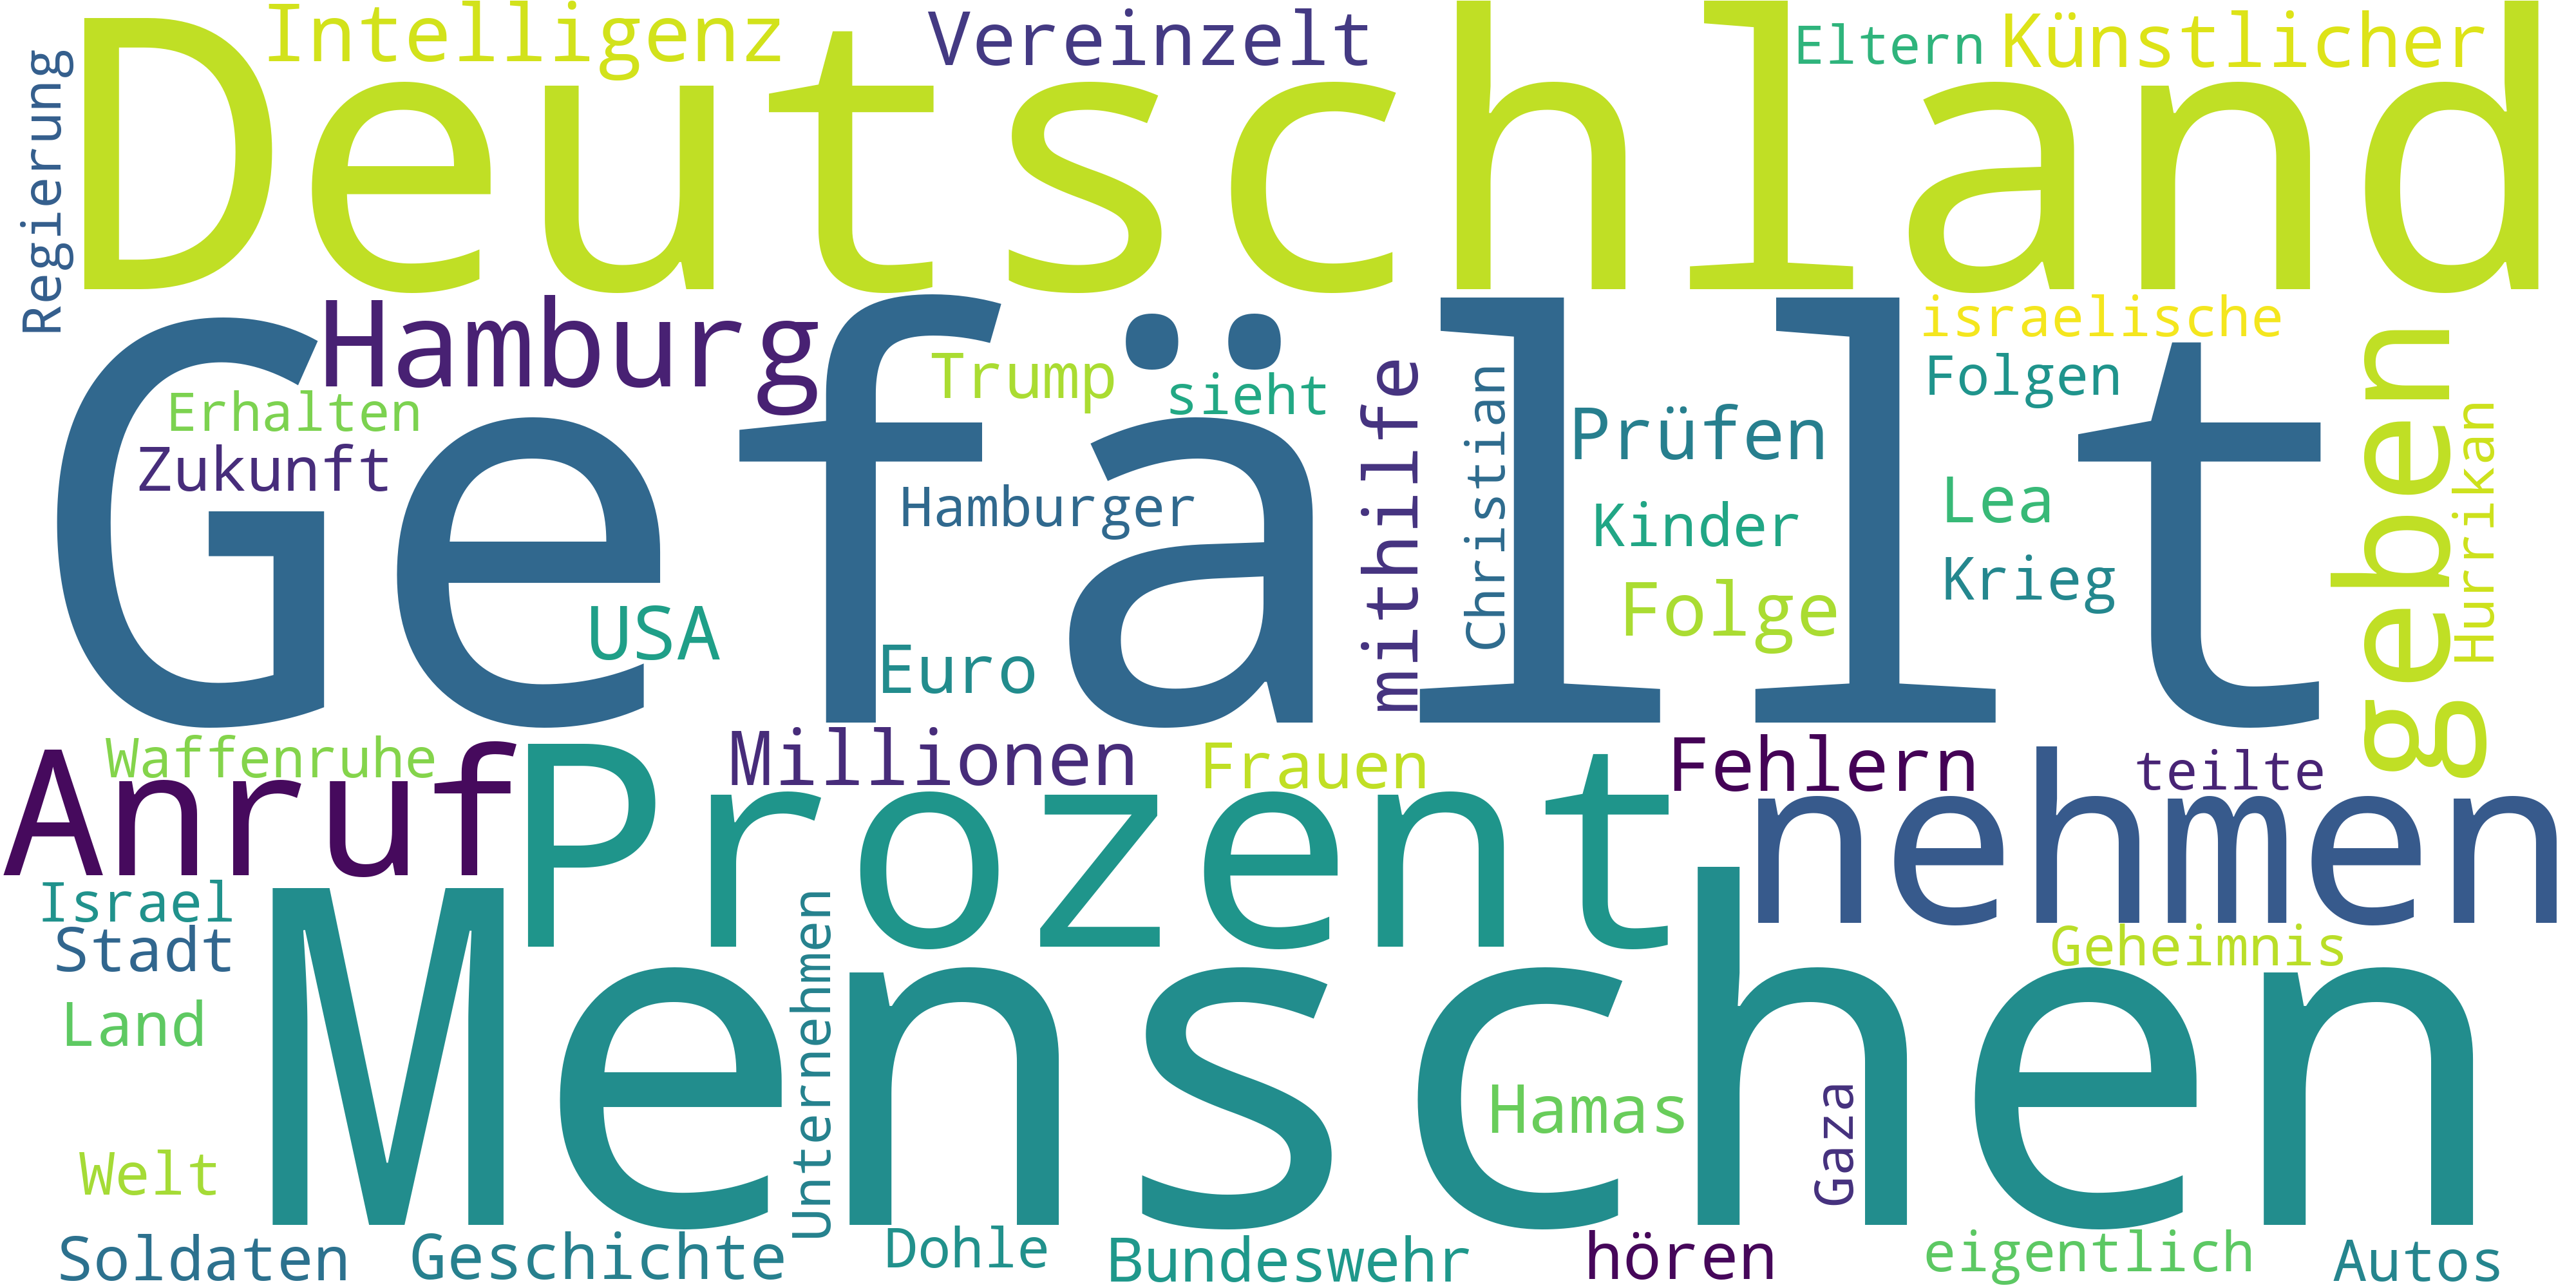 Intelligenz
Vereinzelt
Eltern
Künstlicher
Regierung
Deutschland
Hamburg
israelische
Gefällt
Trump
sieht
Folgen
Erhalten
Zukunft
mithilfe
Christian
Prüfen
geben
Hurrikan
Hamburger
Kinder
Lea
Krieg
USA
Euro
Folge
Waffenruhe
Anruf
Millionen
Frauen
Fehlern
teilte
Prozent
nehmen
Israel
Stadt
Geheimnis
Land
Menschen
Unternehmen
Hamas
Gaza
Welt
Soldaten
Geschichte
Dohle
Bundeswehr
hören
eigentlich
Autos